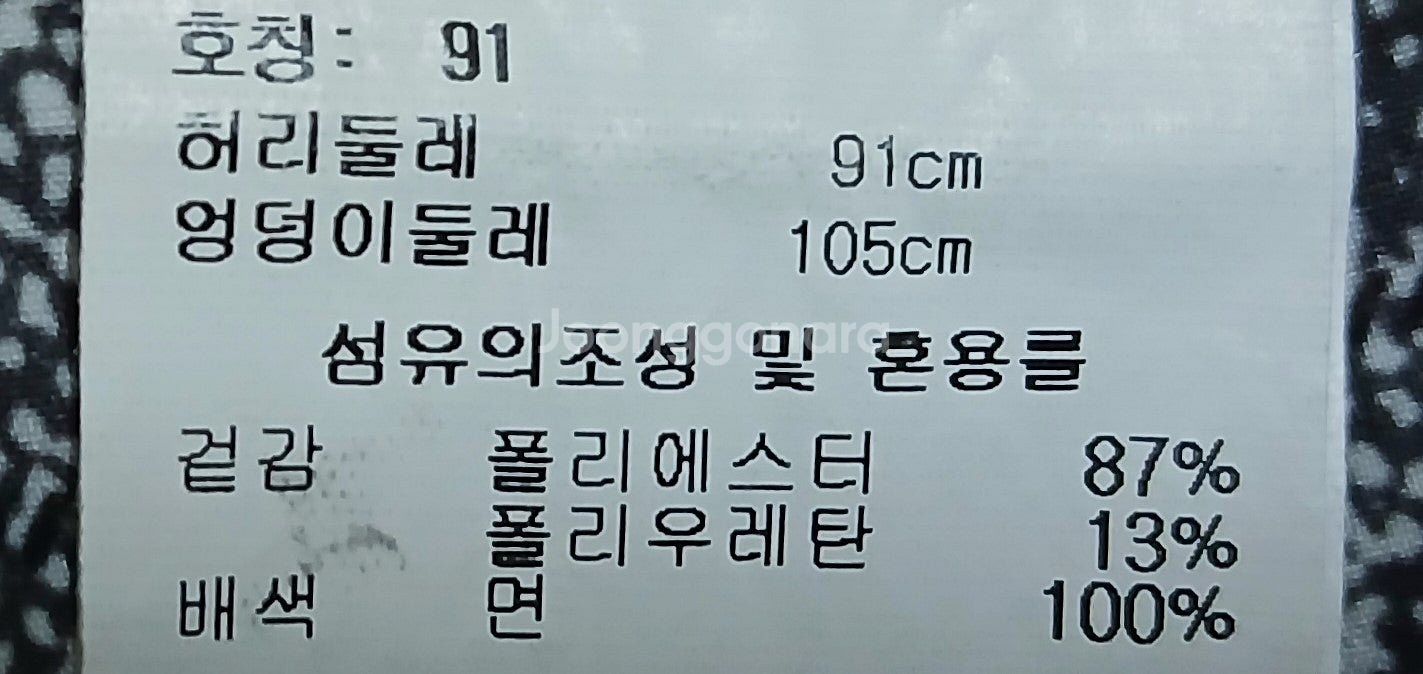 호칭: 91
허리둘레 91cm
엉덩이둘레 105cm
섬유의조성 및 혼용률
Joonggonara
겉감 폴리에스터 87%
폴리우레탄 13%
배색 면 100%